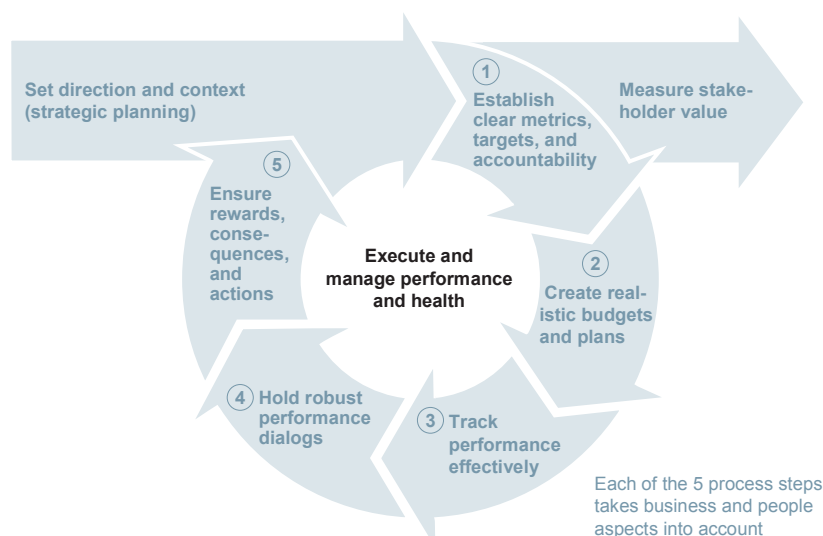 Set direction and context
(strategic planning)
1
Establish
clear metrics,
targets, and
accountability
Measure stake-
holder value
5
Ensure
rewards,
conse-
quences,
and
actions
Execute and
manage performance
and health
2
Create real-
istic budgets
and plans
4 Hold robust
performance
dialogs
3 Track
performance
effectively
Each of the 5 process steps
takes business and people
aspects into account